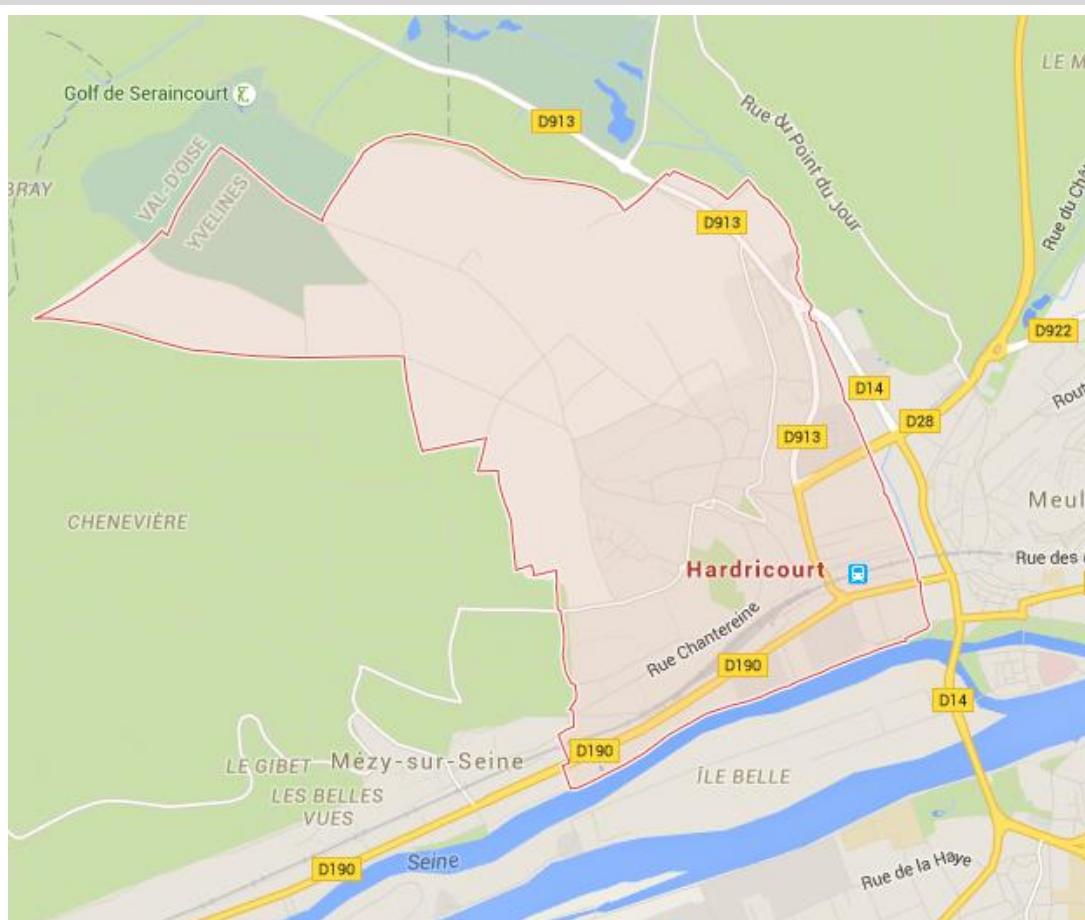 LE M
Golf de Seraincourt
D913
Rue du Point du Jour
BRAY
VAL-D'OISE
YVELINES
D913
D922
D14
Rout
D28
D913
CHENEVIÈRE
Meul
Rue des
Hardricourt
Rue Chantereine
D190
D14
D190
LE GIBET
Mézy-sur-Seine
ÎLE BELLE
LES BELLES
VUES
Seine
D190
Rue de la Haye